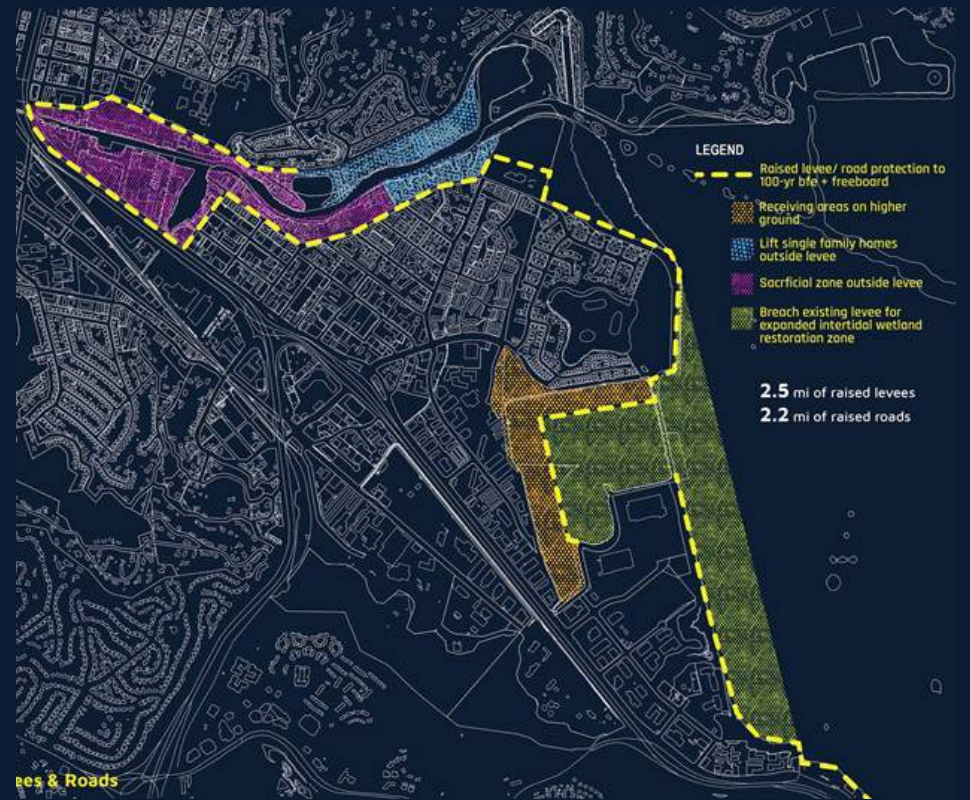 LEGEND
Raised levee/ road protection to
100-yr bfe + freeboard
Receiving areas on higher
ground
Lift single family homes
outside levee
Sacrficial zone outside levee
Breach existing levee for
expanded intertidal wetland
restoration zone
2.5 mi of raised levees
2.2 mi of raised roads
ees & Roads